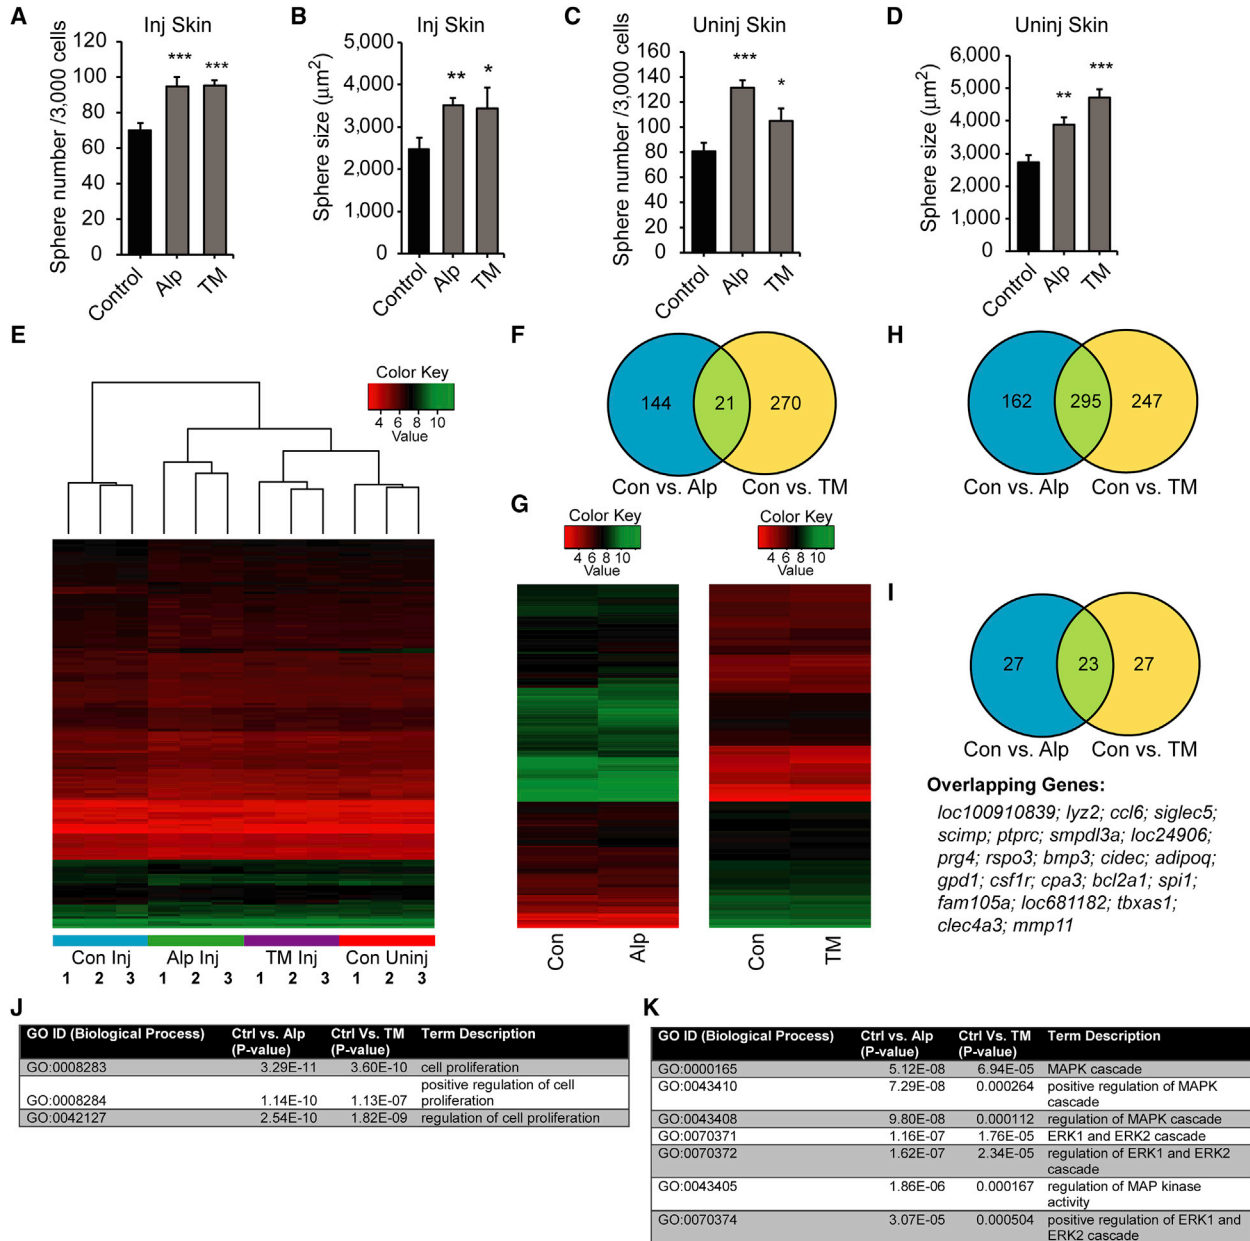 A
Inj Skin
Sphere number /3,000 cells
120
100
80
60
40
20
0
***
***
Control
Alp
TM
B
Inj Skin
Sphere size (μm²)
5,000
4,000
3,000
2,000
1,000
0
**
*
Control
Alp
TM
C
Uninj Skin
Sphere number /3,000 cells
160
140
120
100
80
60
40
20
0
***
*
Control
Alp
TM
D
Uninj Skin
Sphere size (μm²)
6,000
5,000
4,000
3,000
2,000
1,000
0
**
***
Control
Alp
TM
E
Color Key
4 6 8 10
Value
Con Inj Alp Inj TM Inj Con Uninj
1 2 3 1 2 3 1 2 3 1 2 3
F
144 21 270
Con vs. Alp Con vs. TM
G
Color Key
4 6 8 10
Value
Color Key
4 6 8 10
Value
Con
Alp
Con
TM
H
162 295 247
Con vs. Alp Con vs. TM
I
27 23 27
Con vs. Alp Con vs. TM
Overlapping Genes:
loc100910839; lyz2; ccl6; siglec5;
scimp; ptprc; smpdl3a; loc24906;
prg4; rspo3; bmp3; cidec; adipoq;
gpd1; csf1r; cpa3; bcl2a1; spi1;
fam105a; loc681182; tbxas1;
clec4a3; mmp11
J
GO ID (Biological Process) Ctrl vs. Alp (P-value) Ctrl Vs. TM (P-value) Term Description
GO:0008283 3.29E-11 3.60E-10 cell proliferation
GO:0008284 1.14E-10 1.13E-07 positive regulation of cell proliferation
GO:0042127 2.54E-10 1.82E-09 regulation of cell proliferation
K
GO ID (Biological Process) Ctrl vs. Alp (P-value) Ctrl Vs. TM (P-value) Term Description
GO:0000165 5.12E-08 6.94E-05 MAPK cascade
GO:0043410 7.29E-08 0.000264 positive regulation of MAPK cascade
GO:0043408 9.80E-08 0.000112 regulation of MAPK cascade
GO:0070371 1.16E-07 1.76E-05 ERK1 and ERK2 cascade
GO:0070372 1.62E-07 2.34E-05 regulation of ERK1 and ERK2 cascade
GO:0043405 1.86E-06 0.000167 regulation of MAP kinase activity
GO:0070374 3.07E-05 0.000504 positive regulation of ERK1 and ERK2 cascade